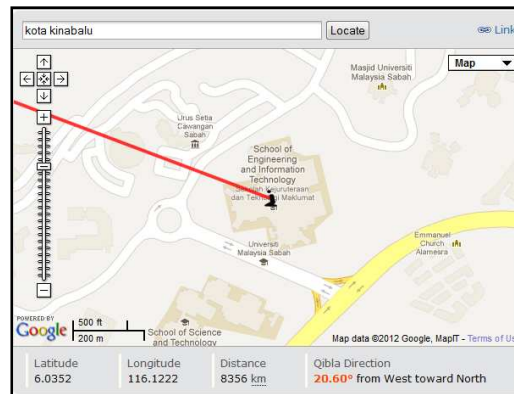 kota kinabalu
Locate
Link
Map
Masjid Universiti
Malaysia Sabah
Urus Setia
Cawangan
Sabah
School of
Engineering
and Information
Technology
Sekolah Kejuruteraan
dan Teknologi Maklumat
Universiti
Malaysia Sabah
Emmanuel
Church
Alamesra
School of Science
and Technology
POWERED BY
Google
500 ft
200 m
Map data ©2012 Google, MapIT - Terms of Us
Latitude
6.0352
Longitude
116.1222
Distance
8356 km
Qibla Direction
20.60° from West toward North